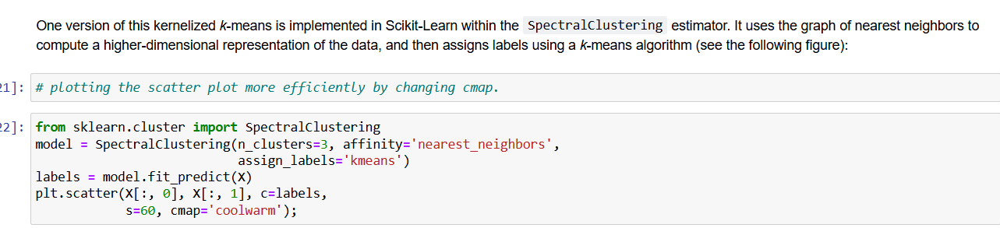 One version of this kernelized k-means is implemented in Scikit-Learn within the SpectralClustering estimator. It uses the graph of nearest neighbors to
compute a higher-dimensional representation of the data, and then assigns labels using a k-means algorithm (see the following figure):
21]: # plotting the scatter plot more efficiently by changing cmap.
22]: from sklearn.cluster import SpectralClustering
model = SpectralClustering(n_clusters=3, affinity='nearest_neighbors',
assign_labels='kmeans')
labels = model.fit_predict(X)
plt.scatter(X[:, 0], X[:, 1], c=labels,
s=60, cmap='coolwarm');